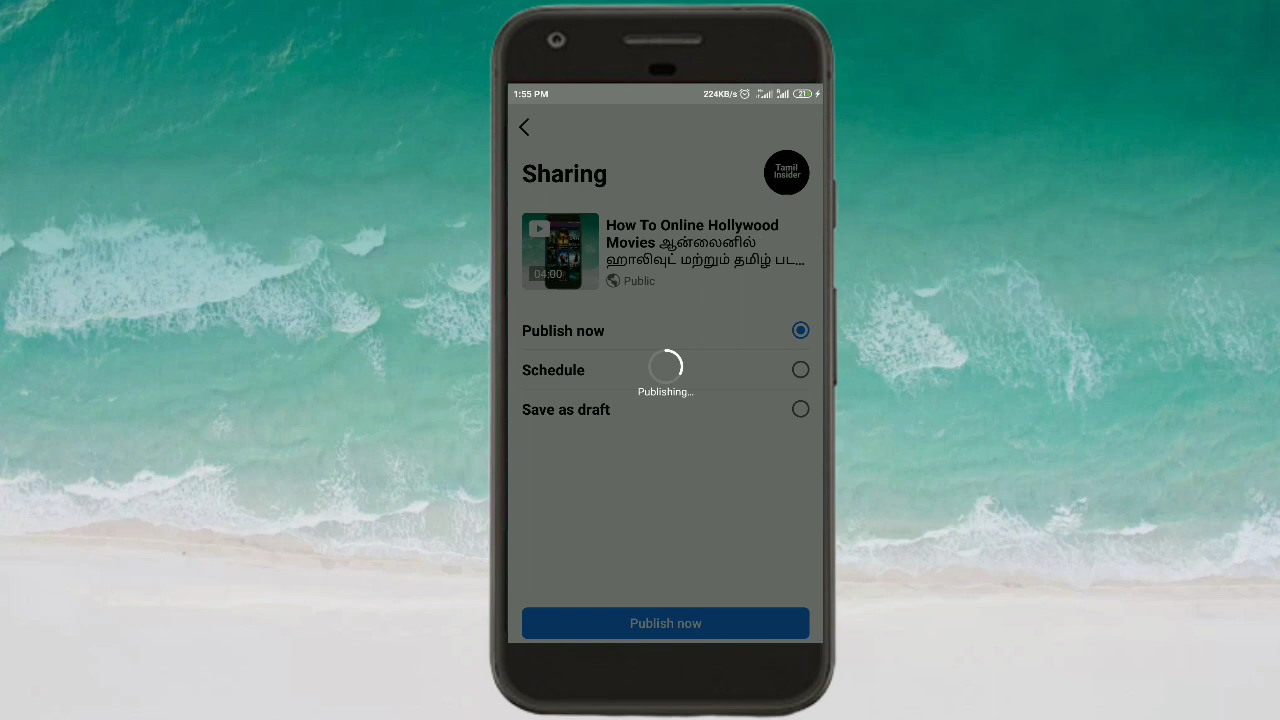 1:55 PM
224KB/s
21
Sharing
Tamil
Insider
How To Online Hollywood
Movies ஆன்லைனில்
ஹாலிவுட் மற்றும் தமிழ் பட...
04:00
Public
Publish now
Schedule
Publishing...
Save as draft
Publish now